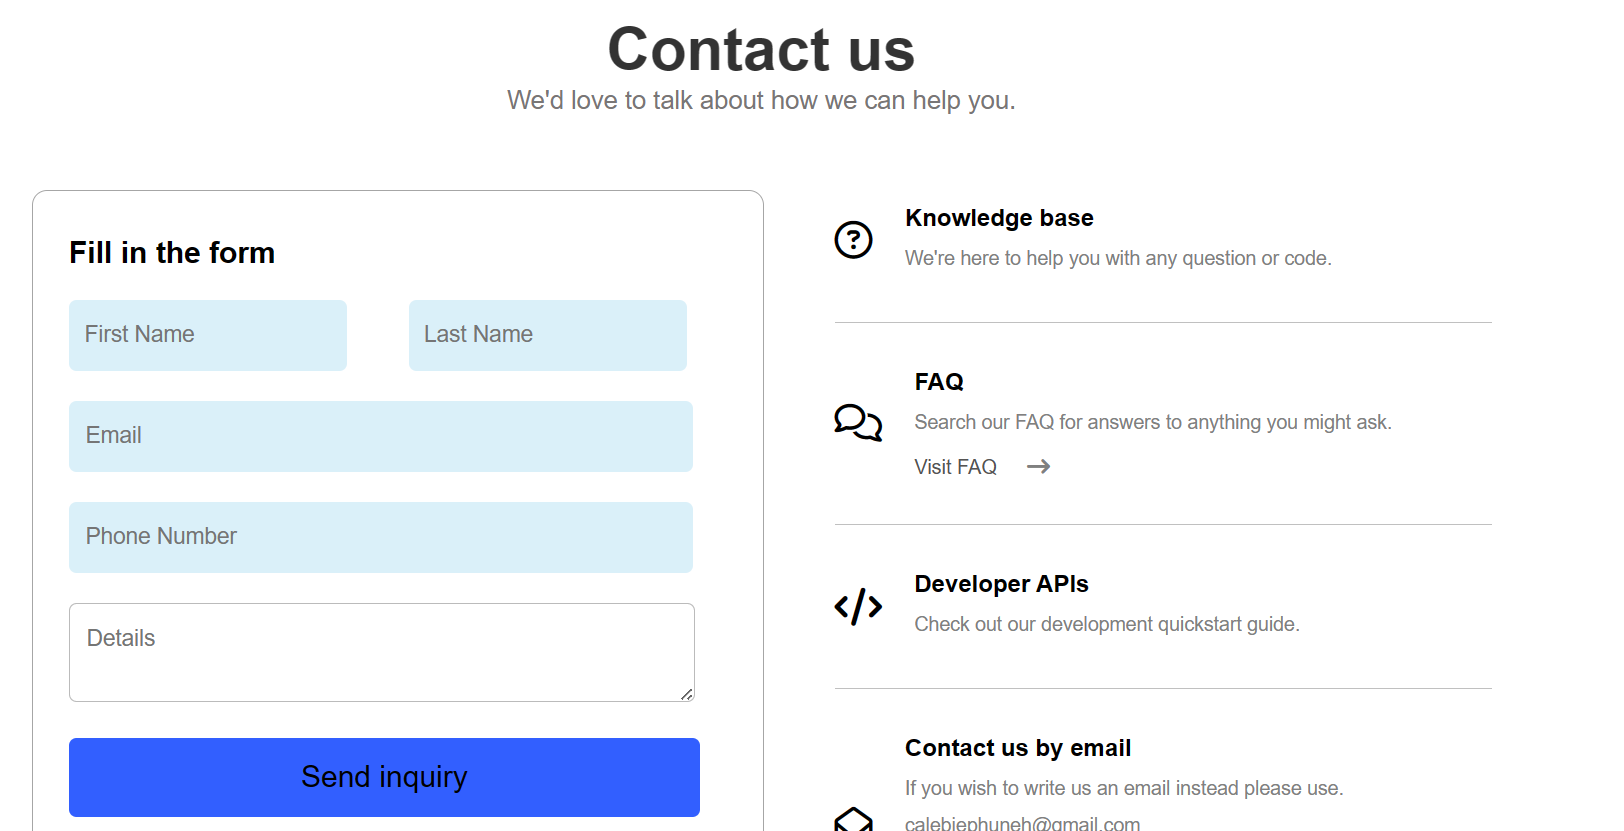 Contact us
We'd love to talk about how we can help you.
Fill in the form
First Name
Last Name
Email
Phone Number
Details
Send inquiry
Knowledge base
We're here to help you with any question or code.
FAQ
Search our FAQ for answers to anything you might ask.
Visit FAQ →
Developer APIs
Check out our development quickstart guide.
Contact us by email
If you wish to write us an email instead please use.
calebiephuneh@gmail.com